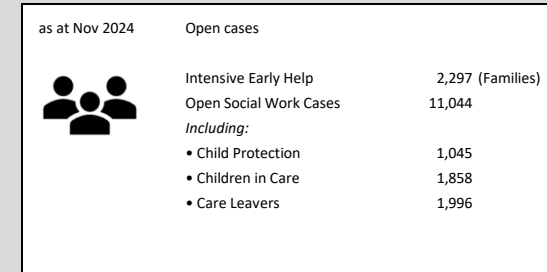 as at Nov 2024 Open cases
Intensive Early Help 2,297 (Families)
Open Social Work Cases 11,044
Including:
• Child Protection 1,045
• Children in Care 1,858
• Care Leavers 1,996